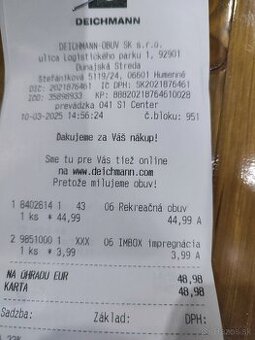 DEICHMANN
DEICHMANN-OBUV SK s.r.o.
ulica Logistického parku 1, 92901
Dunajská Streda
Štefánikova 5119/24, 06601 Humenné
DIČ: 2021876461 IČ DPH: SK2021876461
IČO: 35898933 KP: 88820218764610028
prevádzka 041 S1 Center
10-03-2025 14:56:24 č.bloku: 951
Ďakujeme za Váš nákup!
Sme tu pre Vás tiež online
na www.deichmann.com
Pretože milujeme obuv!
1 8402814 1 43 06 Rekreačná obuv
1 ks * 44,99 44,99 A
2 9851000 1 XXX 06 IMBOX impregnácia
1 ks * 3,99 3,99 A
NA ÚHRADU EUR 48,98
KARTA 48,98
Sadzba: Základ: DPH: